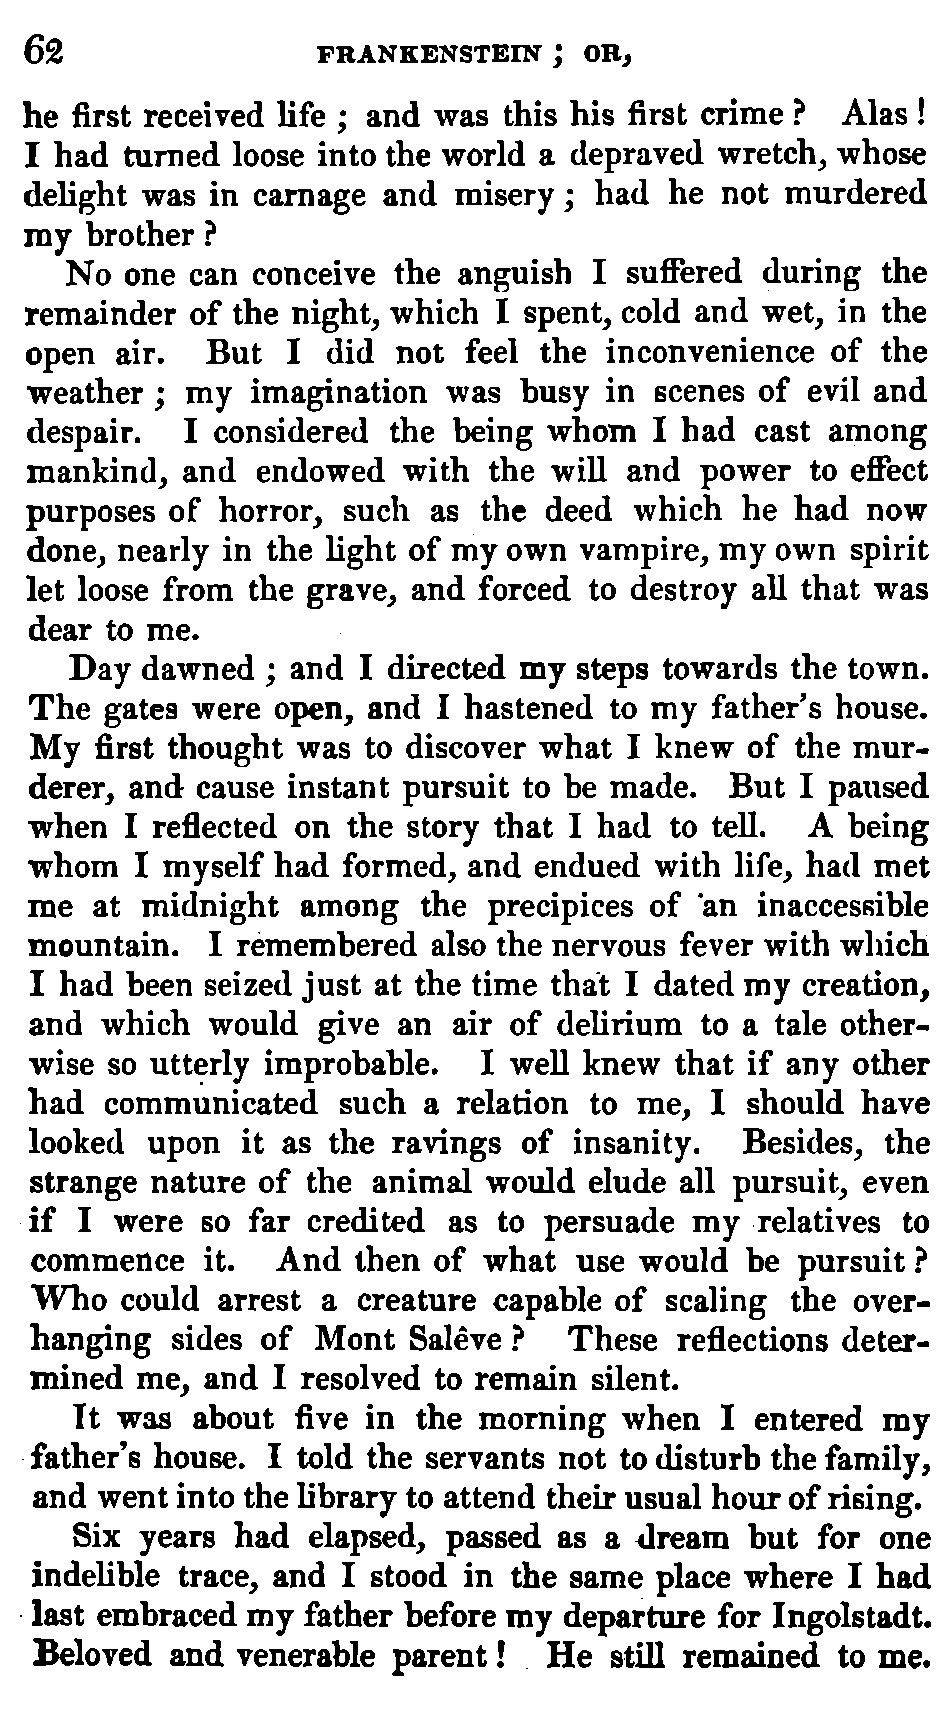 62 FRANKENSTEIN ; OR,
he first received life ; and was this his first crime ? Alas !
I had turned loose into the world a depraved wretch, whose
delight was in carnage and misery ; had he not murdered
my brother ?
No one can conceive the anguish I suffered during the
remainder of the night, which I spent, cold and wet, in the
open air. But I did not feel the inconvenience of the
weather ; my imagination was busy in scenes of evil and
despair. I considered the being whom I had cast among
mankind, and endowed with the will and power to effect
purposes of horror, such as the deed which he had now
done, nearly in the light of my own vampire, my own spirit
let loose from the grave, and forced to destroy all that was
dear to me.
Day dawned ; and I directed my steps towards the town.
The gates were open, and I hastened to my father's house.
My first thought was to discover what I knew of the mur-
derer, and cause instant pursuit to be made. But I paused
when I reflected on the story that I had to tell. A being
whom I myself had formed, and endued with life, had met
me at midnight among the precipices of an inaccessible
mountain. I remembered also the nervous fever with which
I had been seized just at the time that I dated my creation,
and which would give an air of delirium to a tale other-
wise so utterly improbable. I well knew that if any other
had communicated such a relation to me, I should have
looked upon it as the ravings of insanity. Besides, the
strange nature of the animal would elude all pursuit, even
if I were so far credited as to persuade my relatives to
commence it. And then of what use would be pursuit ?
Who could arrest a creature capable of scaling the over-
hanging sides of Mont Salêve ? These reflections deter-
mined me, and I resolved to remain silent.
It was about five in the morning when I entered my
father's house. I told the servants not to disturb the family,
and went into the library to attend their usual hour of rising.
Six years had elapsed, passed as a dream but for one
indelible trace, and I stood in the same place where I had
last embraced my father before my departure for Ingolstadt.
Beloved and venerable parent ! He still remained to me.